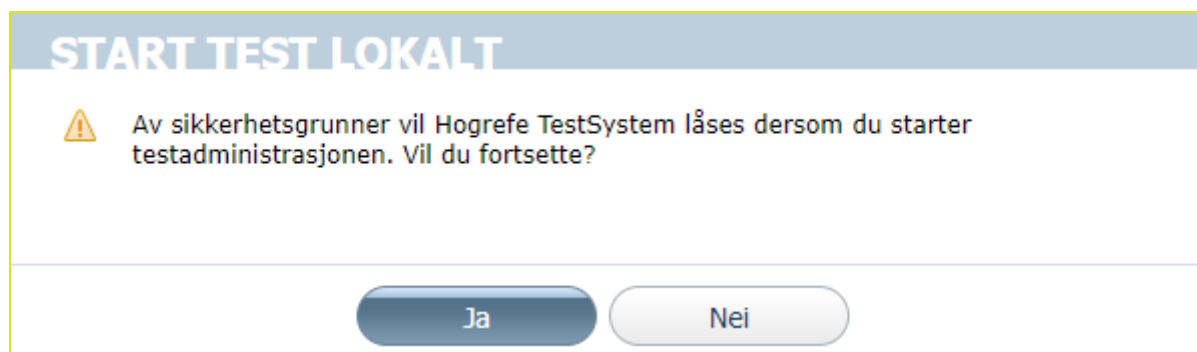 START TEST LOKALT
Av sikkerhetsgrunner vil Hogrefe TestSystem låses dersom du starter
testadministrasjonen. Vil du fortsette?
Ja
Nei